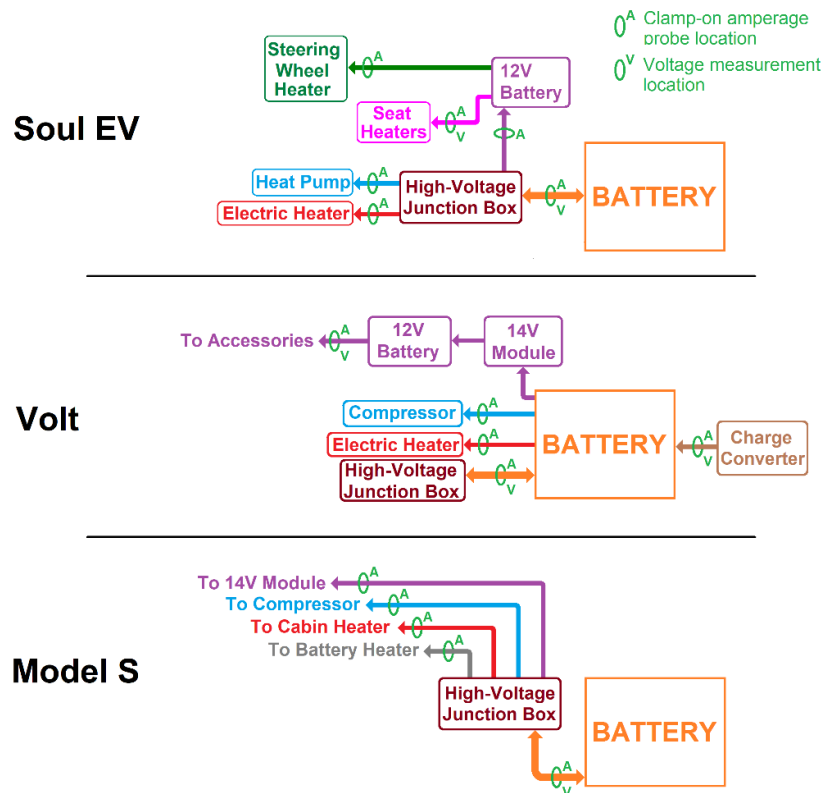 A Clamp-on amperage
probe location
V Voltage measurement
location
Soul EV
Steering
Wheel
Heater
A
12V
Battery
Seat
Heaters
A
V
A
Heat Pump
A
Electric Heater
A
High-Voltage
Junction Box
A
V
BATTERY
Volt
To Accessories
A
V
12V
Battery
14V
Module
Compressor
A
Electric Heater
A
High-Voltage
Junction Box
A
V
BATTERY
A
V
Charge
Converter
Model S
To 14V Module
A
To Compressor
A
To Cabin Heater
A
To Battery Heater
A
High-Voltage
Junction Box
BATTERY
A
V